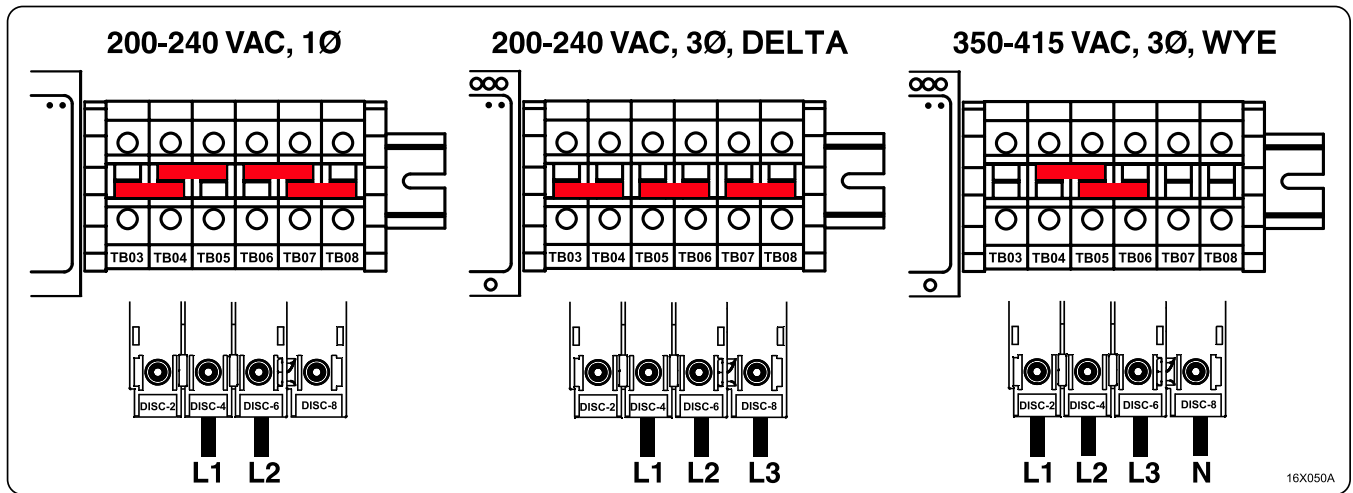 200-240 VAC, 1Ø
TB03 TB04 TB05 TB06 TB07 TB08
DISC-2 DISC-4 DISC-6 DISC-8
L1 L2
200-240 VAC, 3Ø, DELTA
TB03 TB04 TB05 TB06 TB07 TB08
DISC-2 DISC-4 DISC-6 DISC-8
L1 L2 L3
350-415 VAC, 3Ø, WYE
TB03 TB04 TB05 TB06 TB07 TB08
DISC-2 DISC-4 DISC-6 DISC-8
L1 L2 L3 N
16X050A